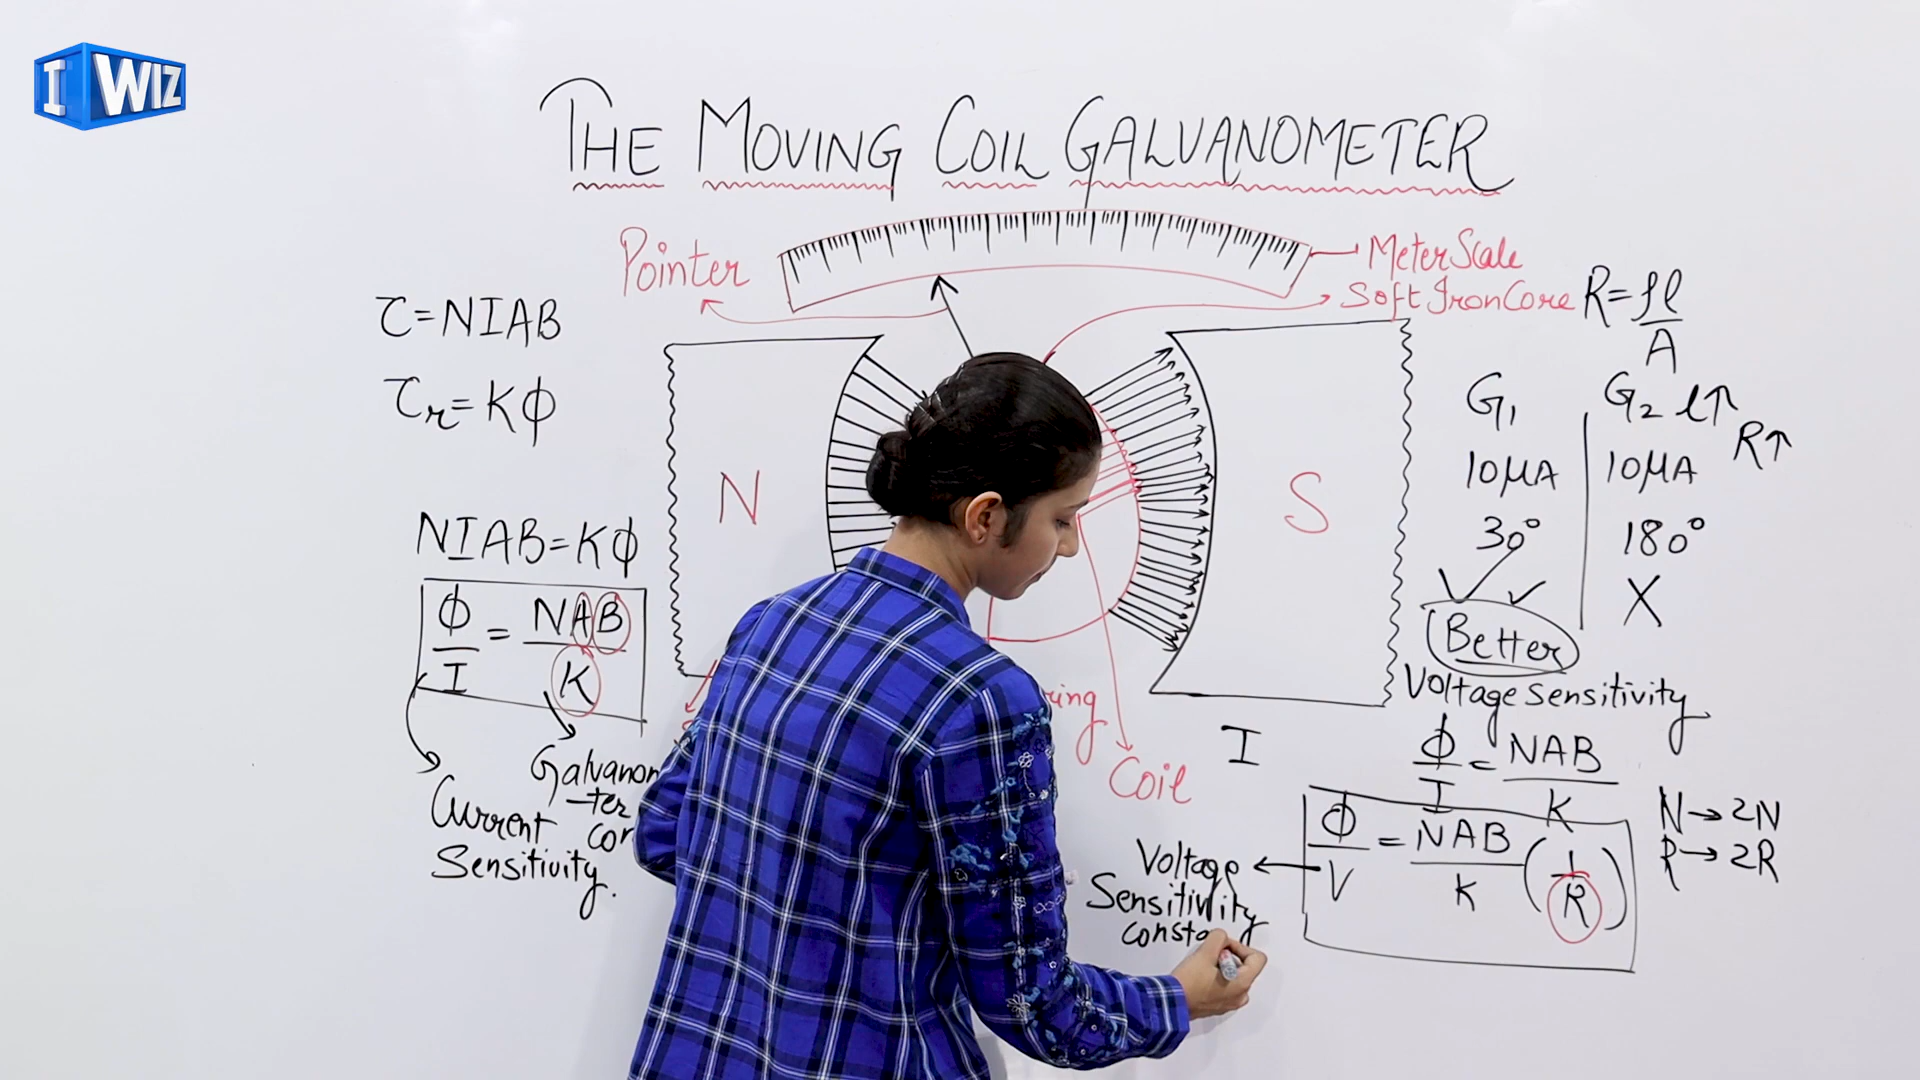 I WIZ
THE MOVING COIL GALVANOMETER
Pointer
Meter Scale
Soft Iron Core
τ=NIAB
τr=Kϕ
N
S
NIAB=Kϕ
ϕ/I = NAB/K
Current
Sensitivity.
Coil
I
R=ρl/A
G1
G2 l↑
R↑
10μA
10μA
30°
180°
✓ ✓
X
Better
Voltage Sensitivity
ϕ/I = NAB/K
ϕ/V = NAB/K (1/R)
N→2N
R→2R
Voltage
Sensitivity